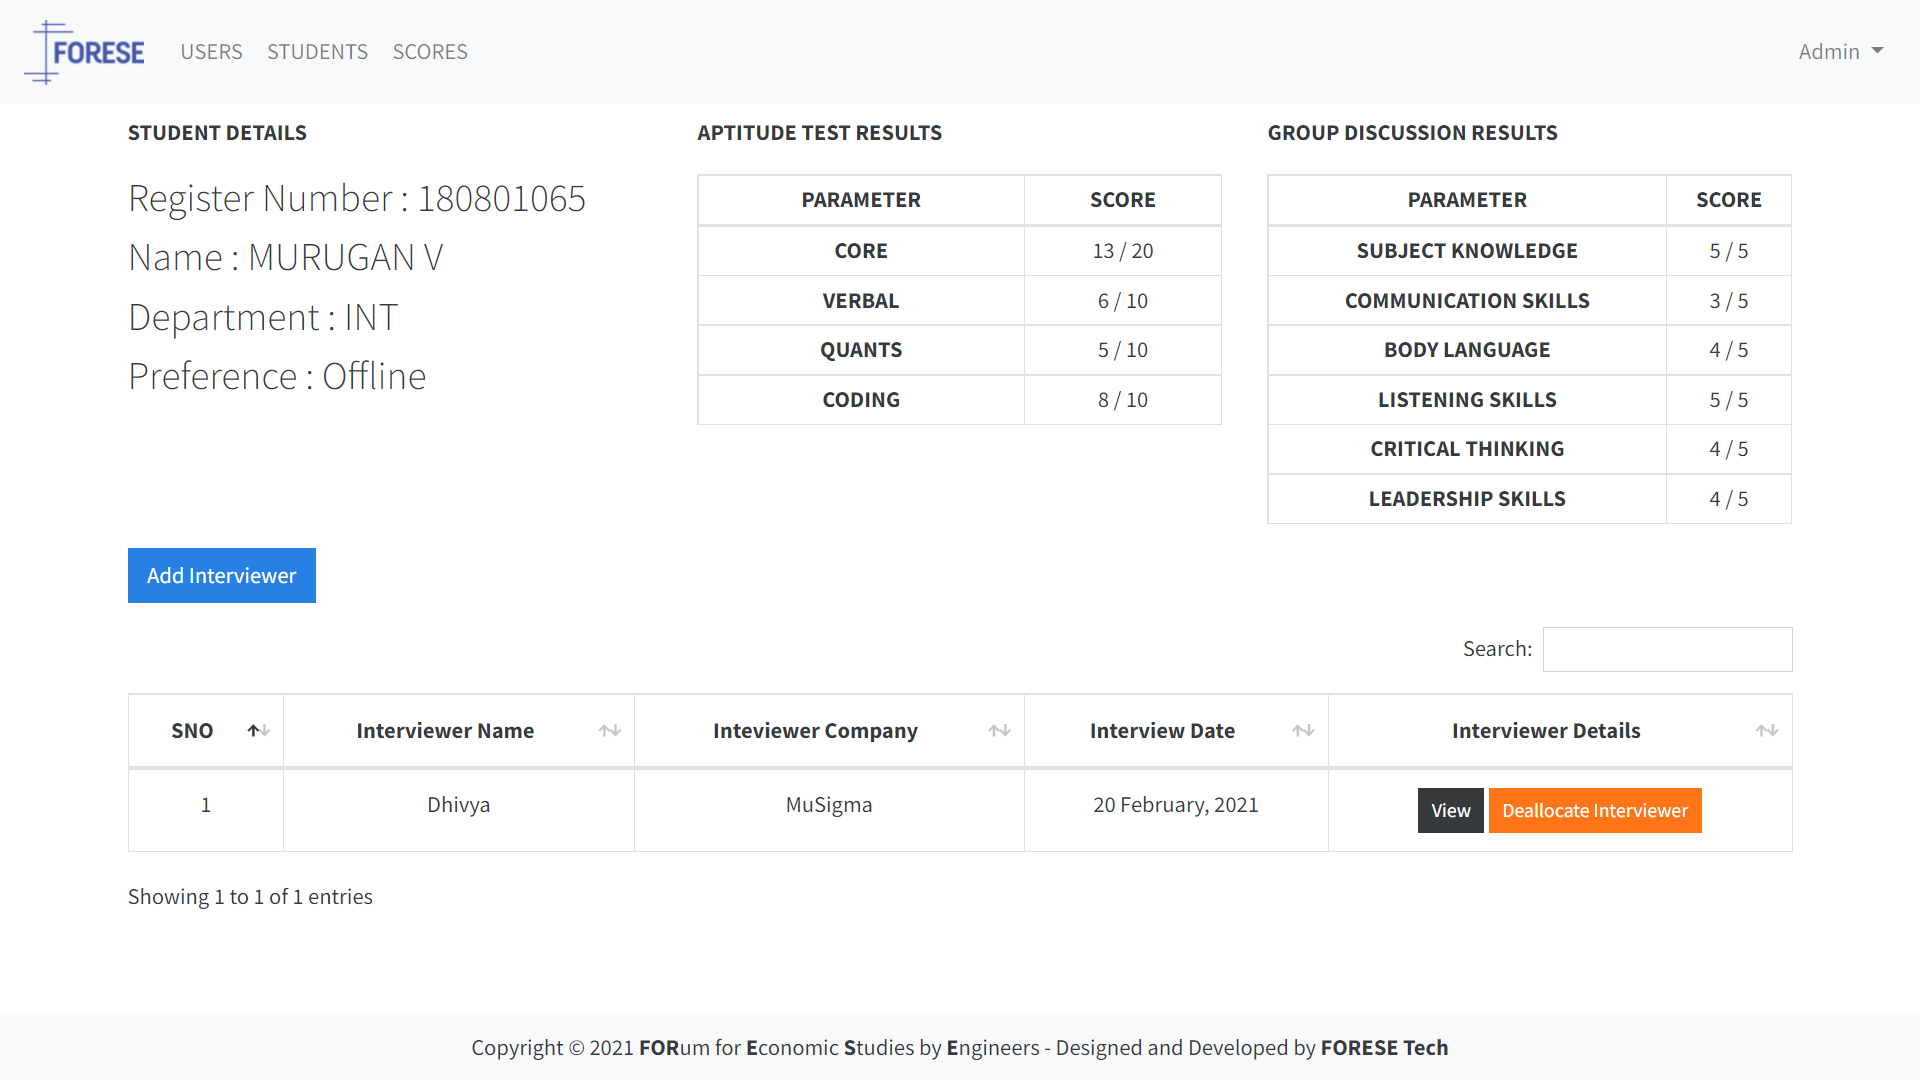 FORESE USERS STUDENTS SCORES Admin
STUDENT DETAILS
Register Number : 180801065
Name : MURUGAN V
Department : INT
Preference : Offline
APTITUDE TEST RESULTS
PARAMETER SCORE
CORE 13 / 20
VERBAL 6 / 10
QUANTS 5 / 10
CODING 8 / 10
GROUP DISCUSSION RESULTS
PARAMETER SCORE
SUBJECT KNOWLEDGE 5 / 5
COMMUNICATION SKILLS 3 / 5
BODY LANGUAGE 4 / 5
LISTENING SKILLS 5 / 5
CRITICAL THINKING 4 / 5
LEADERSHIP SKILLS 4 / 5
Add Interviewer
Search:
SNO Interviewer Name Inteviewer Company Interview Date Interviewer Details
1 Dhivya MuSigma 20 February, 2021 View Deallocate Interviewer
Showing 1 to 1 of 1 entries
Copyright © 2021 FORum for Economic Studies by Engineers - Designed and Developed by FORESE Tech